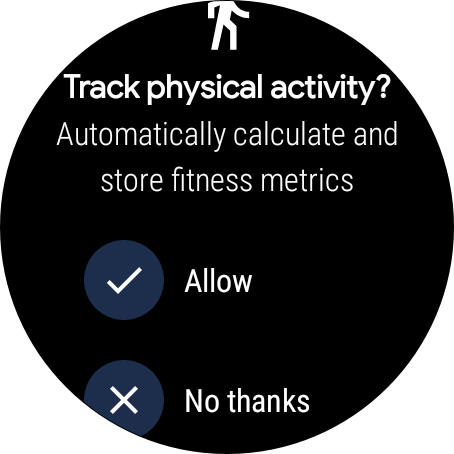 Track physical activity?
Automatically calculate and
store fitness metrics
Allow
No thanks